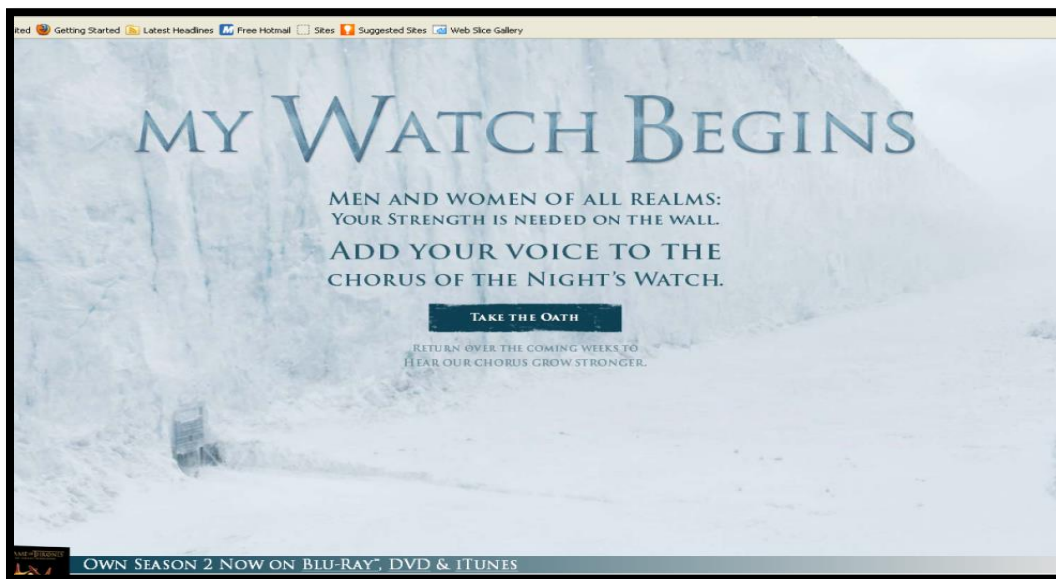 ited Getting Started Latest Headlines Free Hotmail Sites Suggested Sites Web Slice Gallery
MY WATCH BEGINS
MEN AND WOMEN OF ALL REALMS:
YOUR STRENGTH IS NEEDED ON THE WALL.
ADD YOUR VOICE TO THE
CHORUS OF THE NIGHT'S WATCH.
TAKE THE OATH
RETURN OVER THE COMING WEEKS TO
HEAR OUR CHORUS GROW STRONGER.
GAME OF THRONES
OWN SEASON 2 NOW ON BLU-RAY™, DVD & ITUNES